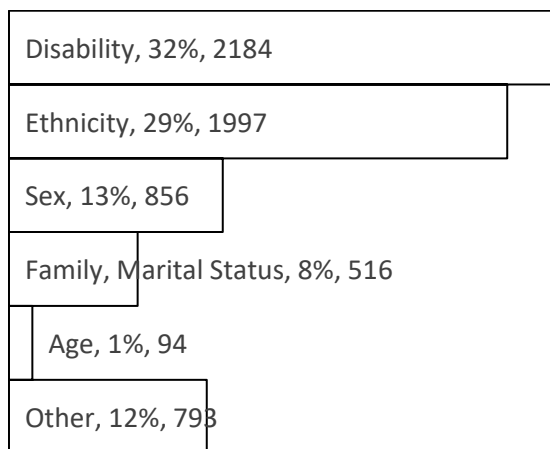 Disability, 32%, 2184
Ethnicity, 29%, 1997
Sex, 13%, 856
Family, Marital Status, 8%, 516
Age, 1%, 94
Other, 12%, 793